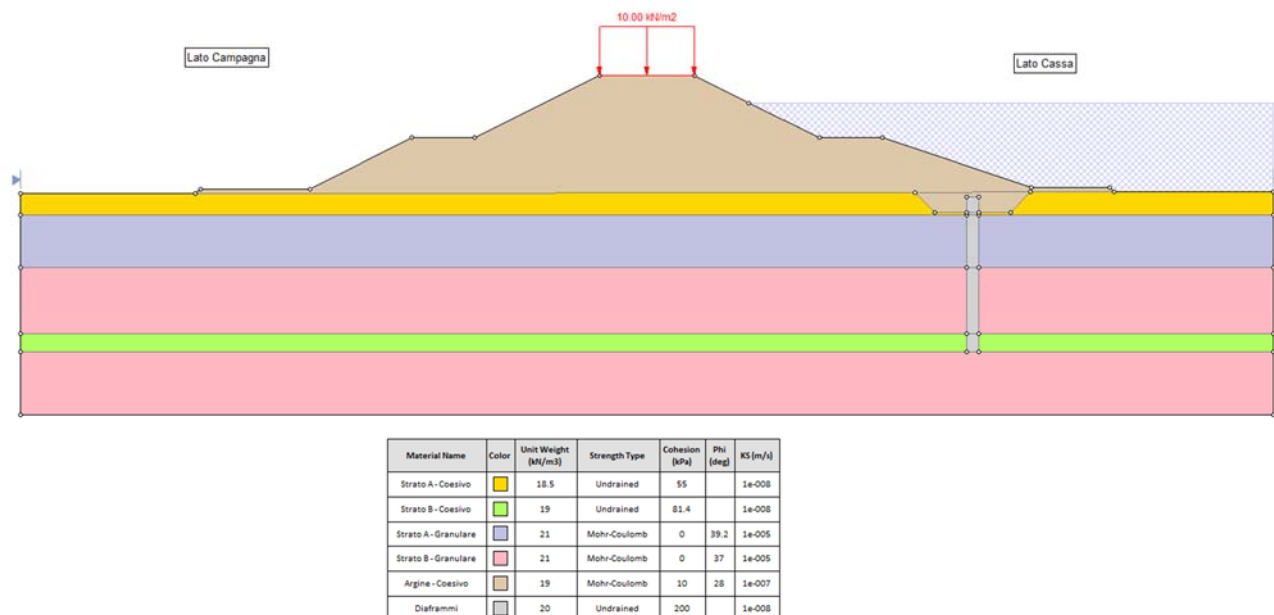 10.00 kN/m2
Lato Campagna
Lato Cassa
Material Name Color Unit Weight (kN/m3) Strength Type Cohesion (kPa) Phi (deg) KS (m/s)
Strato A - Coesivo 18.5 Undrained 55 1e-008
Strato B - Coesivo 19 Undrained 81.4 1e-008
Strato A - Granulare 21 Mohr-Coulomb 0 39.2 1e-005
Strato B - Granulare 21 Mohr-Coulomb 0 37 1e-005
Argine - Coesivo 19 Mohr-Coulomb 10 28 1e-007
Diaframmi 20 Undrained 200 1e-008